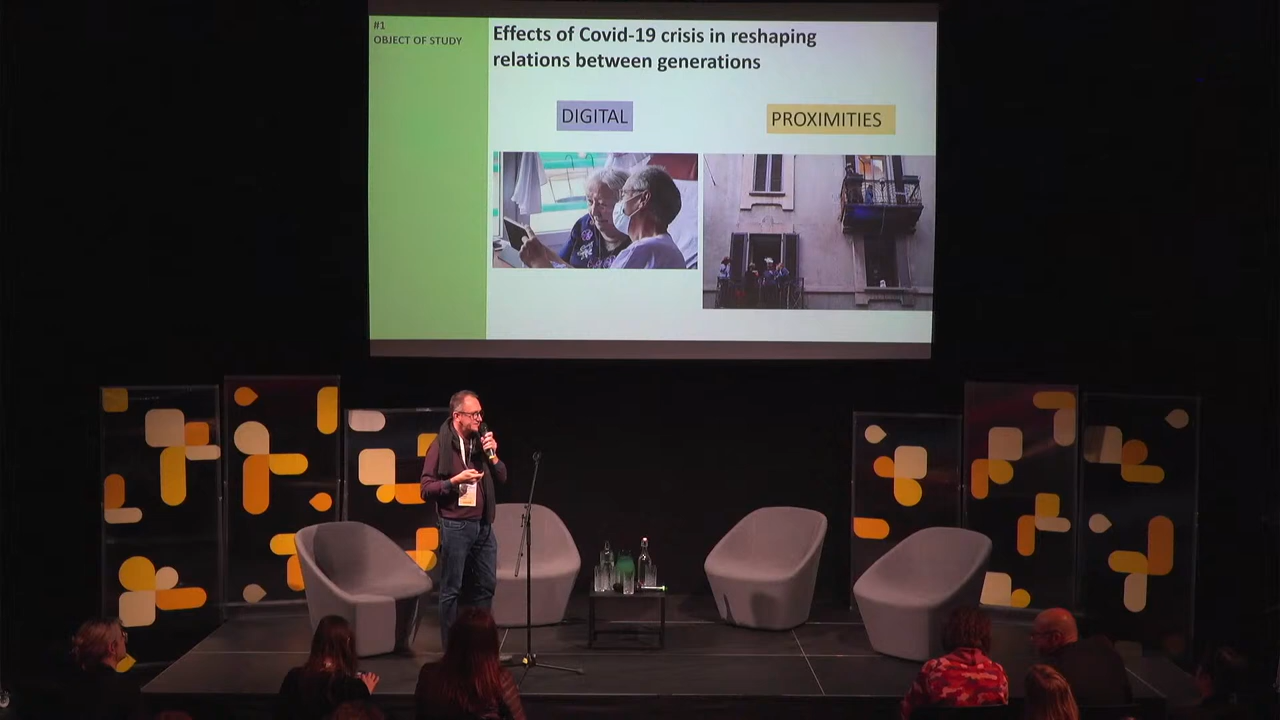 #1
OBJECT OF STUDY
Effects of Covid-19 crisis in reshaping
relations between generations
DIGITAL
PROXIMITIES